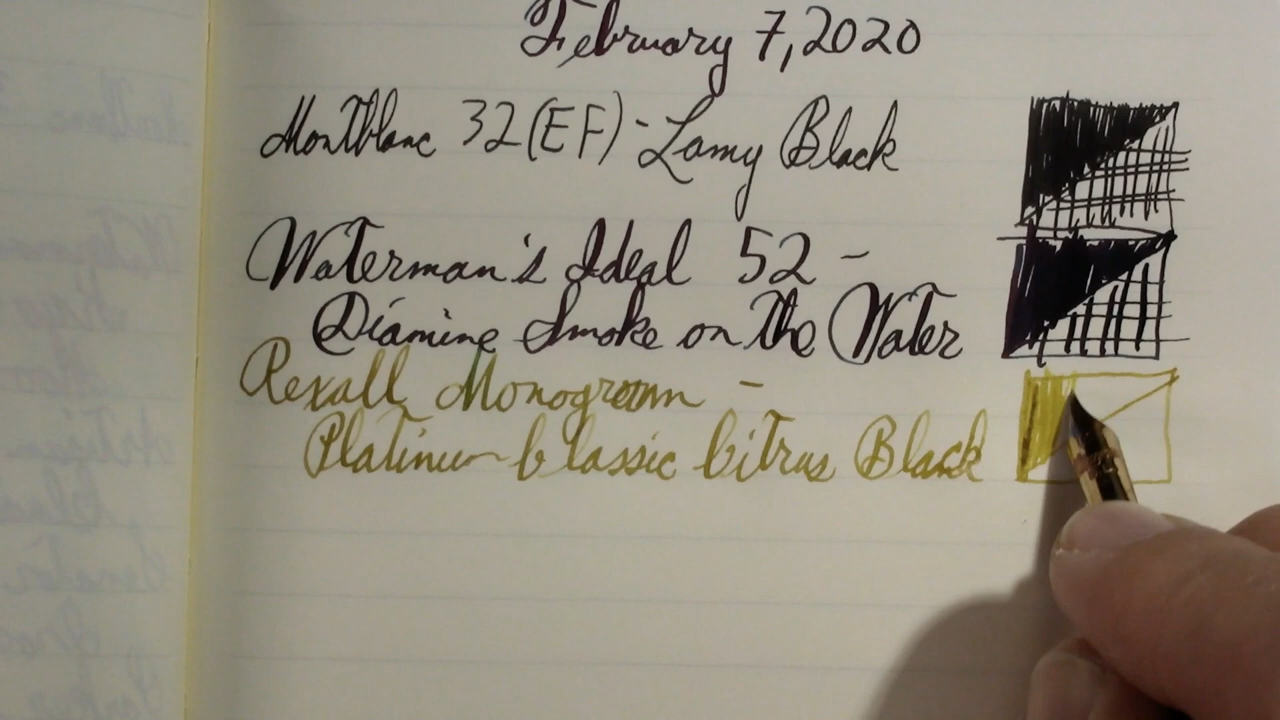 February 7, 2020
Montblanc 32 (EF) - Lamy Black
Waterman's Ideal 52 -
Diamine Smoke on the Water
Rexall Monogram -
Platinum Classic Citrus Black